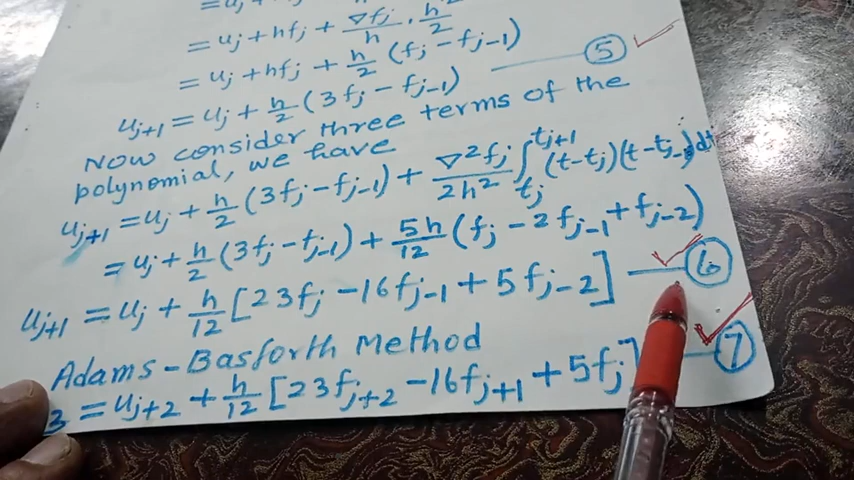 = uj + hfj + ∇fj/h · h/2
= uj + hfj + h/2 (fj - fj-1)
uj+1 = uj + h/2 (3fj - fj-1) —— ⑤
Now consider three terms of the
polynomial, we have
uj+1 = uj + h/2 (3fj - fj-1) + ∇²fj/2h² ∫tj^tj+1 (t-tj)(t-tj-1)dt
= uj + h/2 (3fj - tj-1) + 5h/12 (fj - 2fj-1 + fj-2)
uj+1 = uj + h/12 [23fj - 16fj-1 + 5fj-2] —— ⑥
Adams-Basforth Method
3 = uj+2 + h/12 [23fj+2 - 16fj+1 + 5fj] — ⑦